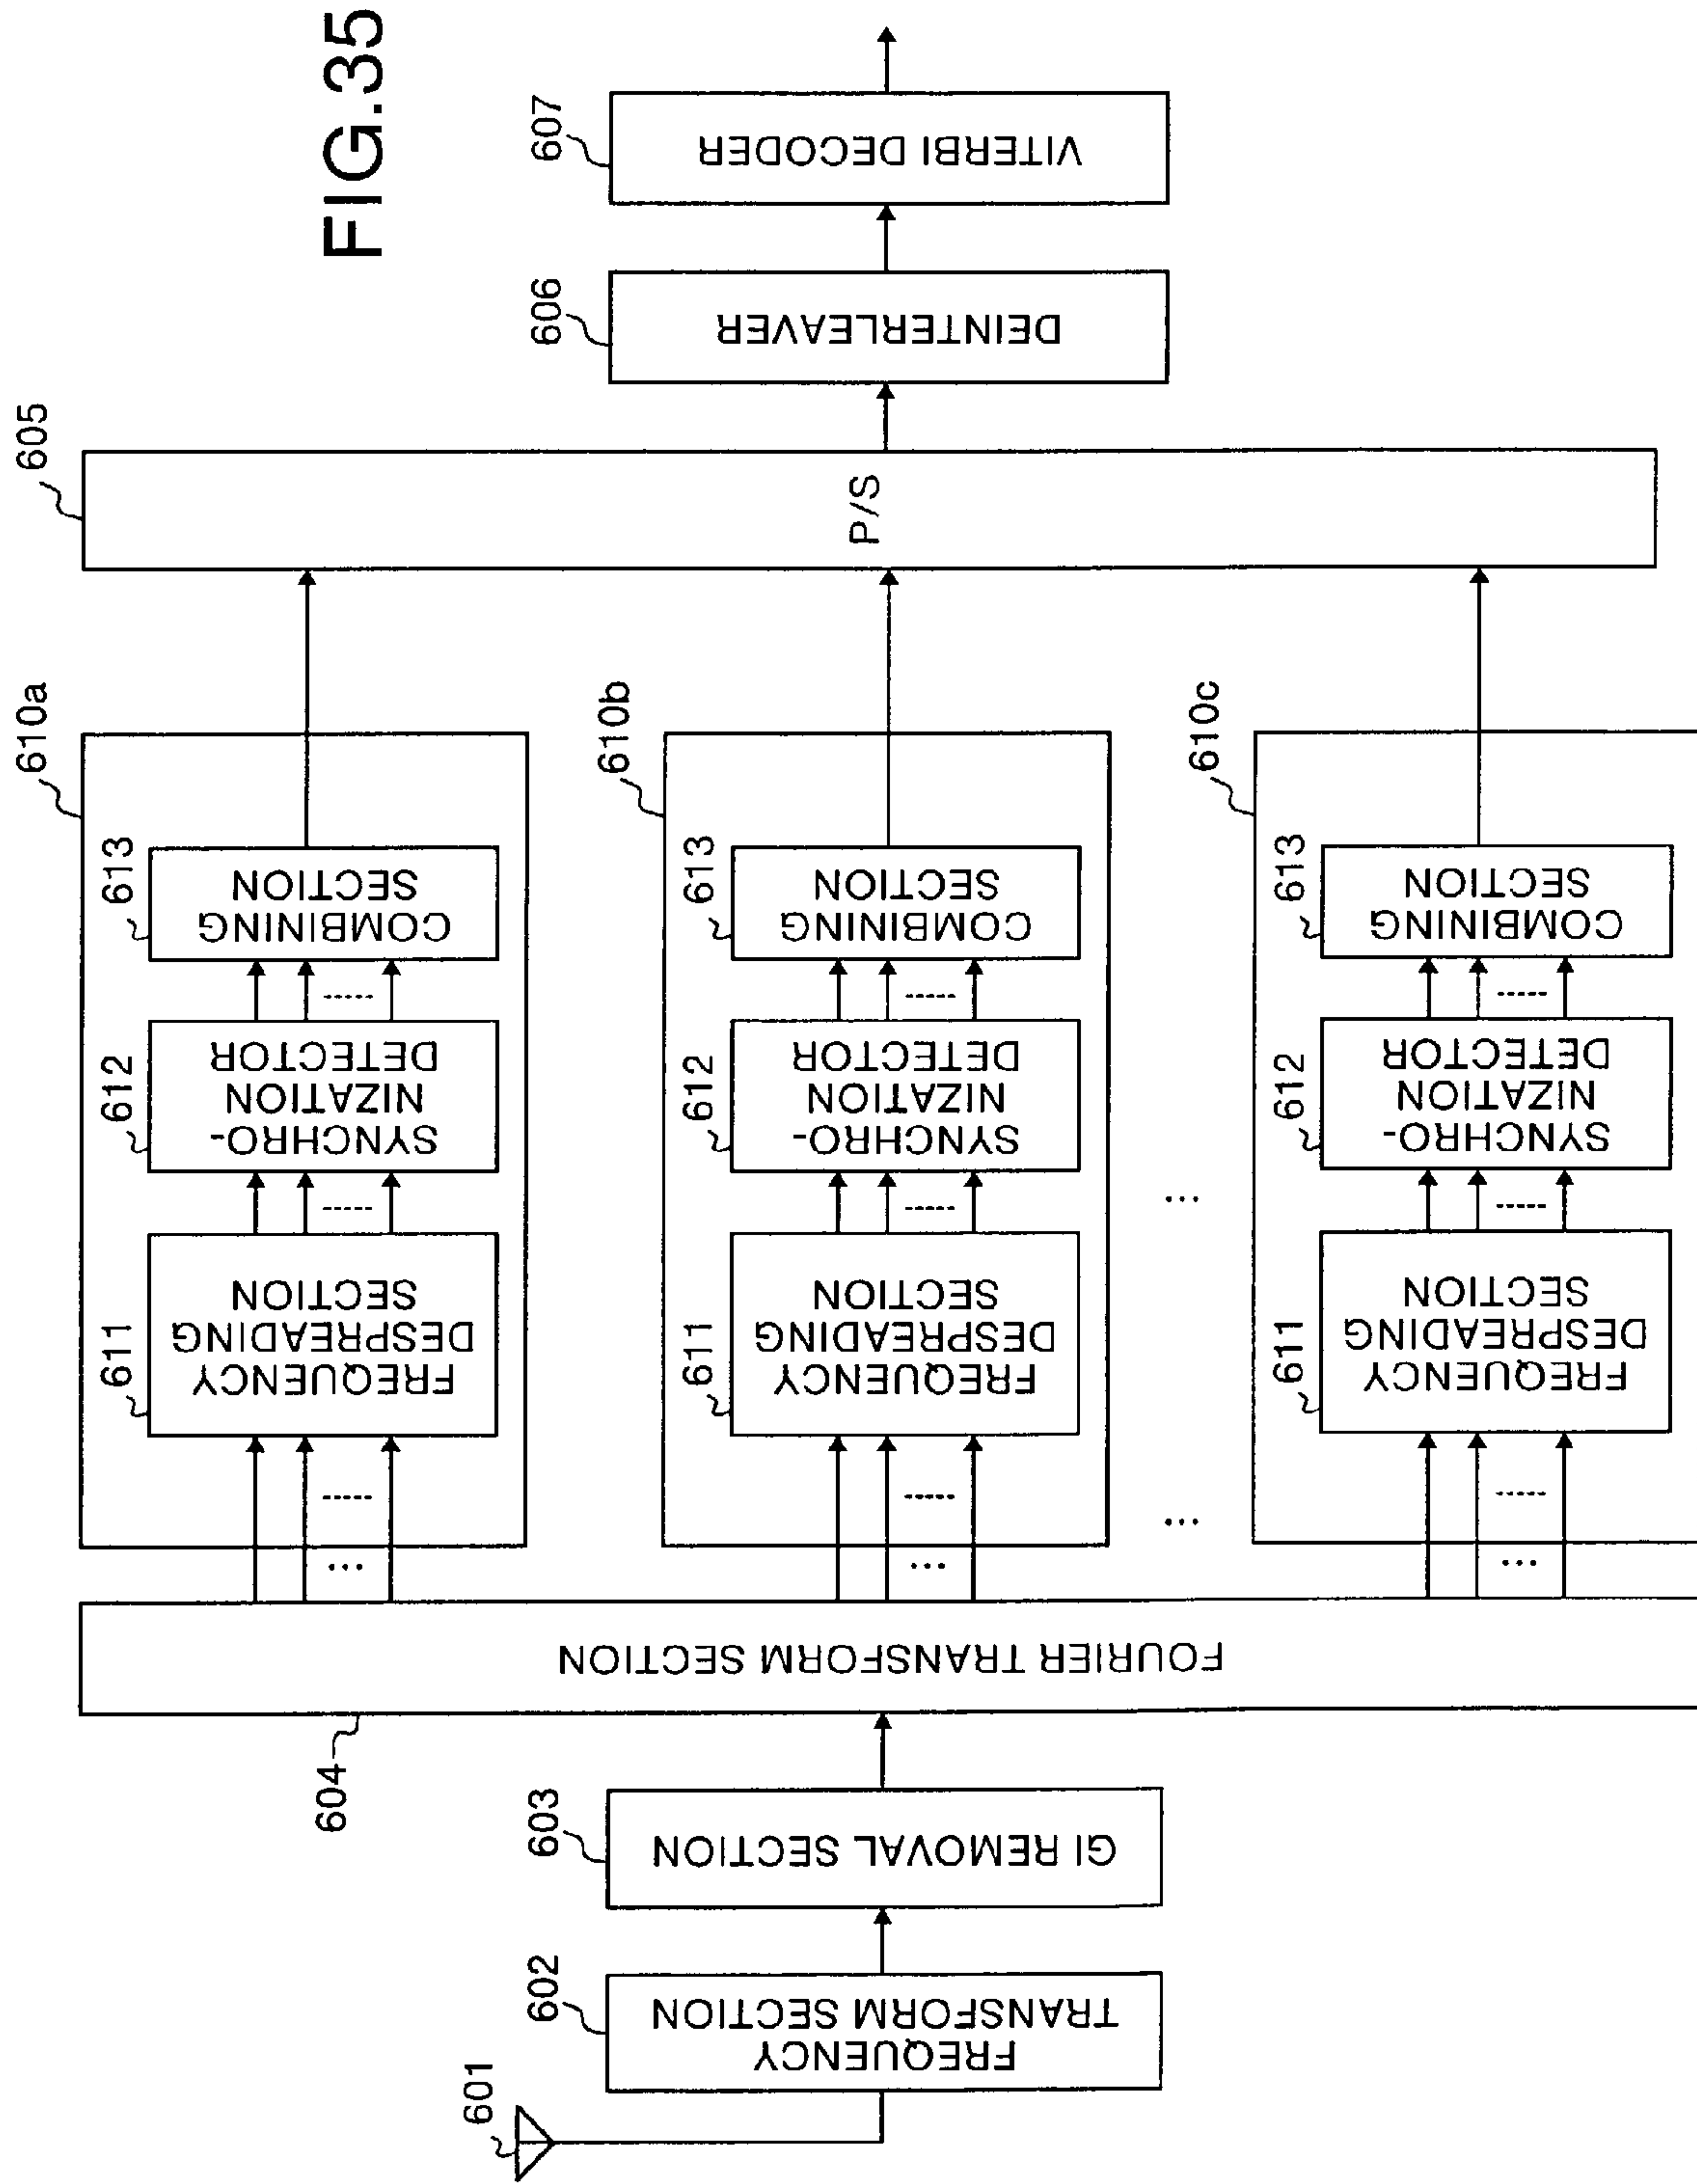 FIG.35
601
602
FREQUENCY
TRANSFORM SECTION
603
GI REMOVAL SECTION
604
FOURIER TRANSFORM SECTION
...
...
...
...
...
610a
611
FREQUENCY
DESPREADING
SECTION
612
SYNCHRO-
NIZATION
DETECTOR
613
COMBINING
SECTION
610b
611
FREQUENCY
DESPREADING
SECTION
612
SYNCHRO-
NIZATION
DETECTOR
613
COMBINING
SECTION
610c
611
FREQUENCY
DESPREADING
SECTION
612
SYNCHRO-
NIZATION
DETECTOR
613
COMBINING
SECTION
605
P/S
606
DEINTERLEAVER
607
VITERBI DECODER